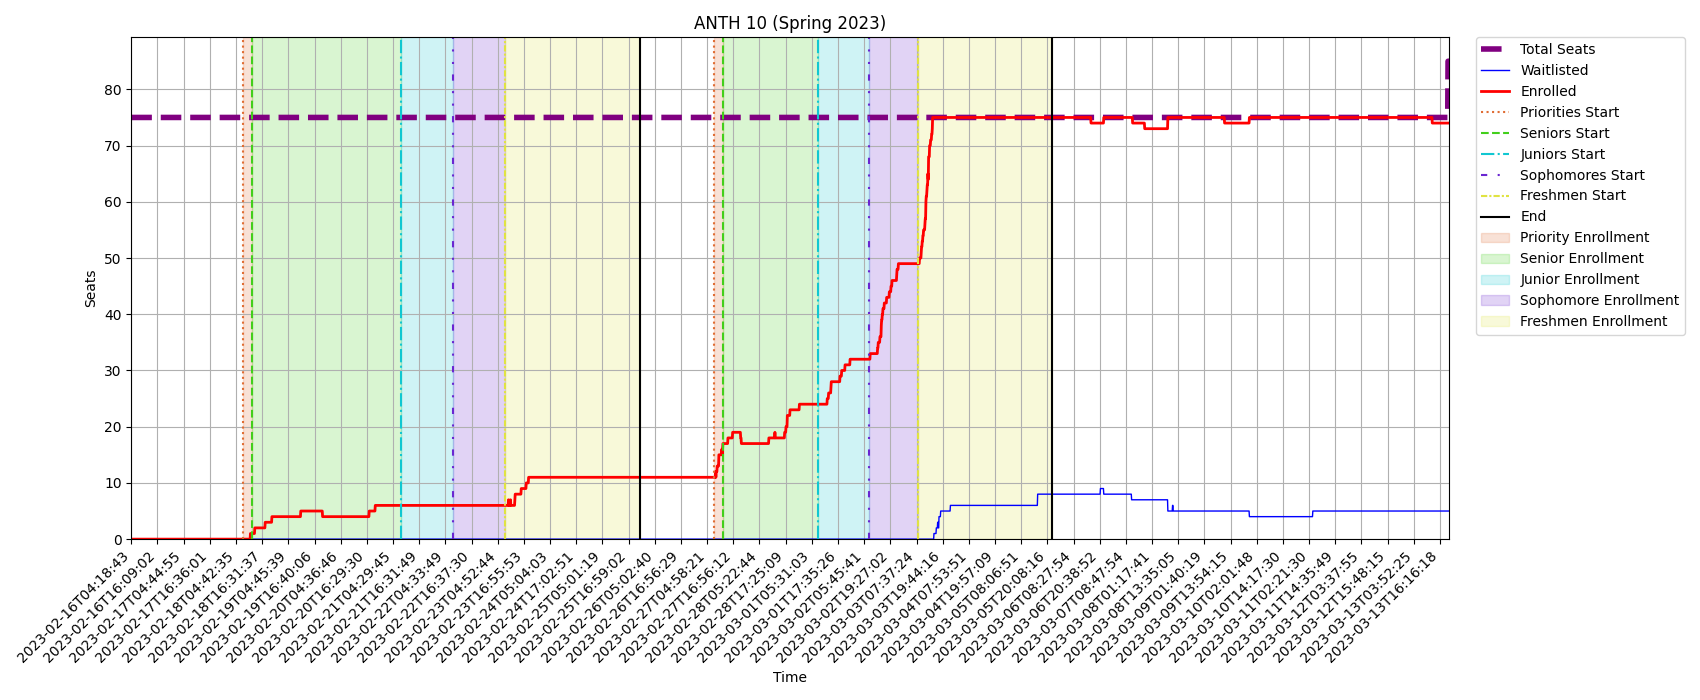 ANTH 10 (Spring 2023)
Total Seats
Waitlisted
Enrolled
Priorities Start
Seniors Start
Juniors Start
Sophomores Start
Freshmen Start
End
Priority Enrollment
Senior Enrollment
Junior Enrollment
Sophomore Enrollment
Freshmen Enrollment
Seats
80
70
60
50
40
30
20
10
0
2023-02-16T04:18:43
2023-02-16T16:09:02
2023-02-17T04:44:55
2023-02-17T17:36:01
2023-02-18T04:42:35
2023-02-18T16:31:37
2023-02-19T04:45:39
2023-02-19T16:40:06
2023-02-20T04:36:46
2023-02-20T16:29:30
2023-02-21T04:29:45
2023-02-21T16:31:49
2023-02-22T04:33:49
2023-02-22T16:37:30
2023-02-23T04:52:44
2023-02-23T16:55:53
2023-02-24T05:04:03
2023-02-24T17:02:51
2023-02-25T05:01:19
2023-02-25T16:59:02
2023-02-26T05:02:40
2023-02-26T16:56:29
2023-02-27T04:58:21
2023-02-27T16:56:12
2023-02-28T05:22:44
2023-02-28T17:25:09
2023-03-01T05:31:03
2023-03-01T17:35:26
2023-03-02T05:45:41
2023-03-02T19:27:02
2023-03-03T07:37:24
2023-03-03T19:44:16
2023-03-04T07:53:51
2023-03-04T19:57:09
2023-03-05T08:06:51
2023-03-05T20:08:16
2023-03-06T08:27:54
2023-03-06T20:38:52
2023-03-07T08:47:54
2023-03-08T01:17:41
2023-03-08T13:35:05
2023-03-09T01:40:19
2023-03-09T13:54:15
2023-03-10T02:01:48
2023-03-10T14:17:30
2023-03-11T02:21:30
2023-03-11T14:35:49
2023-03-12T03:37:55
2023-03-12T15:48:15
2023-03-13T03:52:25
2023-03-13T16:16:18
Time